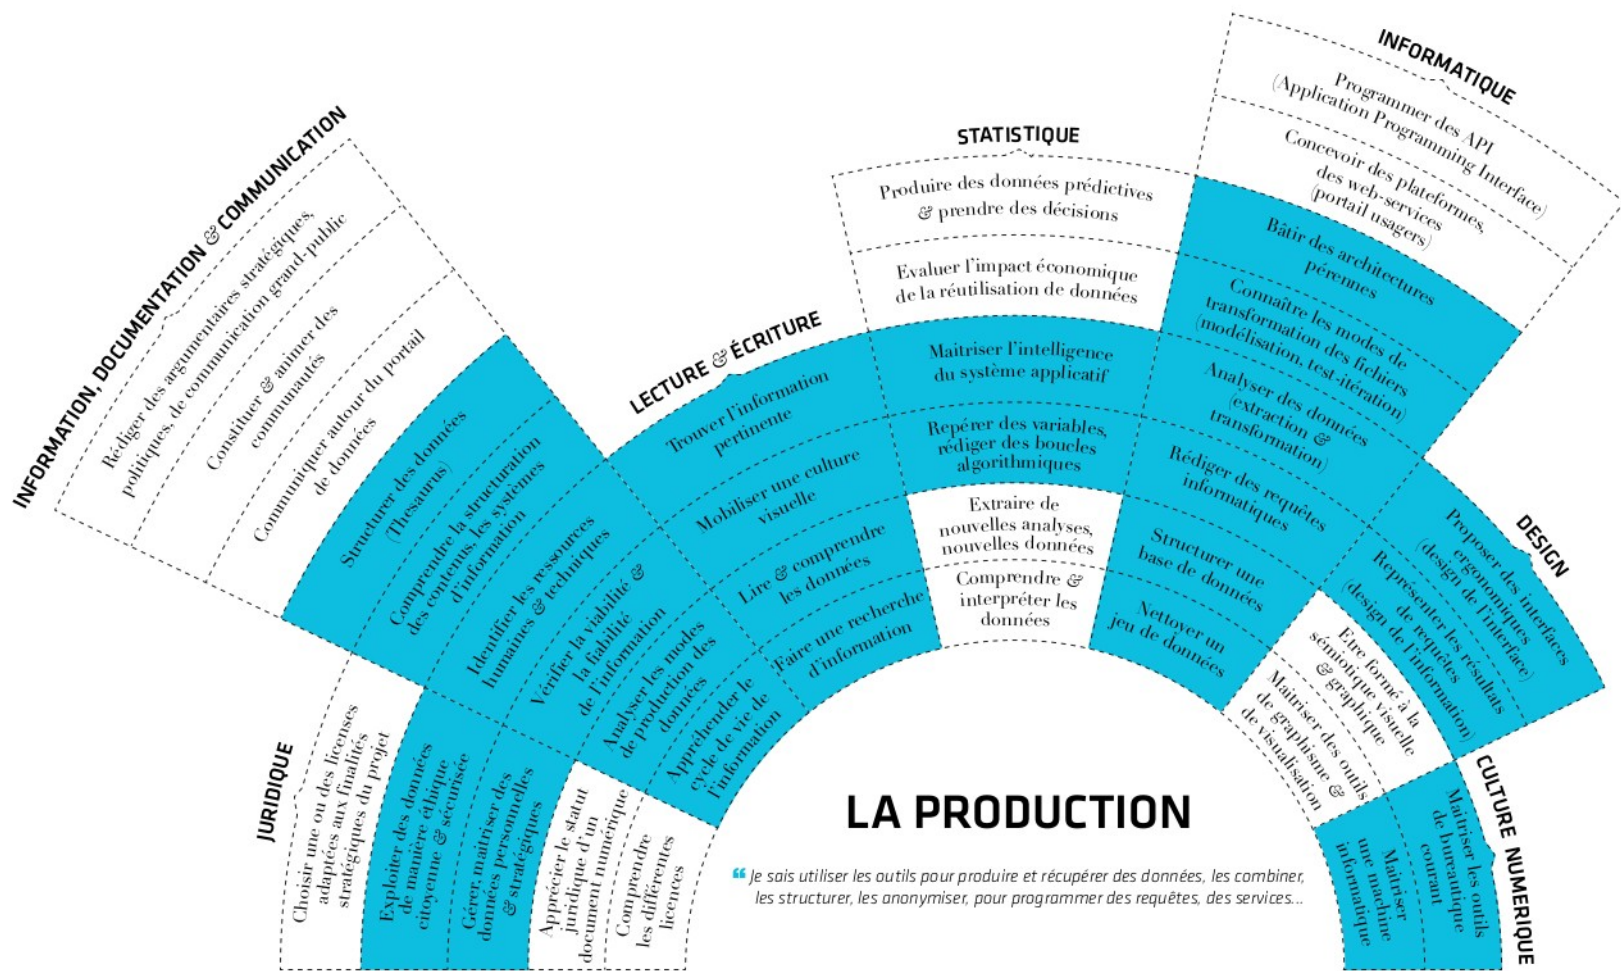 JURIDIQUE
Choisir une ou des licenses
adaptées aux finalités
stratégiques du projet
Exploiter des données
de manière éthique
citoyenne & sécurisée
Gérer, maitriser des
données personnelles
& stratégiques
Apprécier le statut
juridique d'un
document numérique
Comprendre
les différentes
licences
INFORMATION, DOCUMENTATION & COMMUNICATION
Rédiger des argumentaires stratégiques,
politiques, de communication grand-public
Constituer & animer des
communautés
Communiquer autour du portail
de données
Structurer des données
(Thesaurus)
Comprendre la structuration
des contenus, les systèmes
d'information
Identifier les ressources
humaines & techniques
Vérifier la viabilité &
la fiabilité
de l'information
Analyser les modes
de production des
données
Appréhender le
cycle de vie de
l'information
LECTURE & ÉCRITURE
Trouver l'information
pertinente
Mobiliser une culture
visuelle
Lire & comprendre
les données
Faire une recherche
d'information
STATISTIQUE
Produire des données prédictives
& prendre des décisions
Evaluer l'impact économique
de la réutilisation de données
Maitriser l'intelligence
du système applicatif
Repérer des variables,
rédiger des boucles
algorithmiques
Extraire de
nouvelles analyses,
nouvelles données
Comprendre &
interpréter les
données
INFORMATIQUE
Programmer des API
(Application Programming Interface)
Concevoir des plateformes,
des web-services
(portail usagers)
Bâtir des architectures
pérennes
Connaître les modes de
transformation des fichiers
(modélisation, test-itération)
Analyser des données
(extraction &
transformation)
Rédiger des requêtes
informatiques
Structurer une
base de données
Nettoyer un
jeu de données
DESIGN
Proposer des interfaces
ergonomiques
(design de l'interface)
Représenter les résultats
de requêtes
(design de l'information)
Etre formé à la
sémiotique visuelle
& graphique
Maitriser des outils
de graphisme &
de visualisation
CULTURE NUMERIQUE
Maitriser les outils
de bureautique
courant
Maitriser
une machine
informatique
LA PRODUCTION
“ Je sais utiliser les outils pour produire et récupérer des données, les combiner,
les structurer, les anonymiser, pour programmer des requêtes, des services...